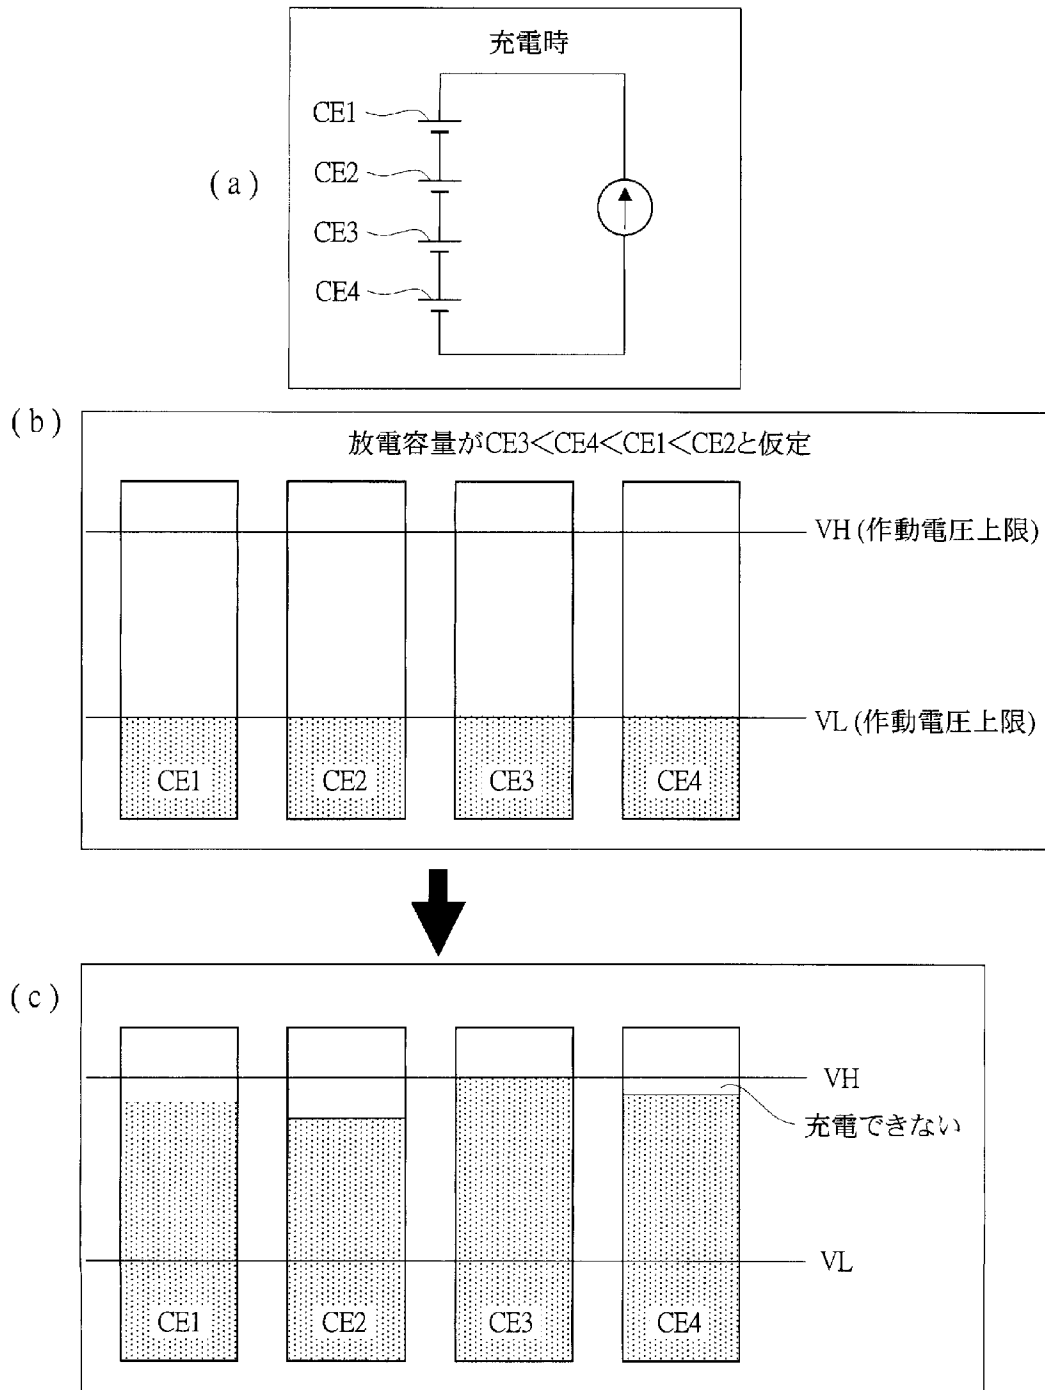 充電時
CE1
CE2
(a)
CE3
CE4
(b)
放電容量がCE3<CE4<CE1<CE2と仮定
VH (作動電圧上限)
VL (作動電圧上限)
CE1
CE2
CE3
CE4
(c)
VH
充電できない
VL
CE1
CE2
CE3
CE4